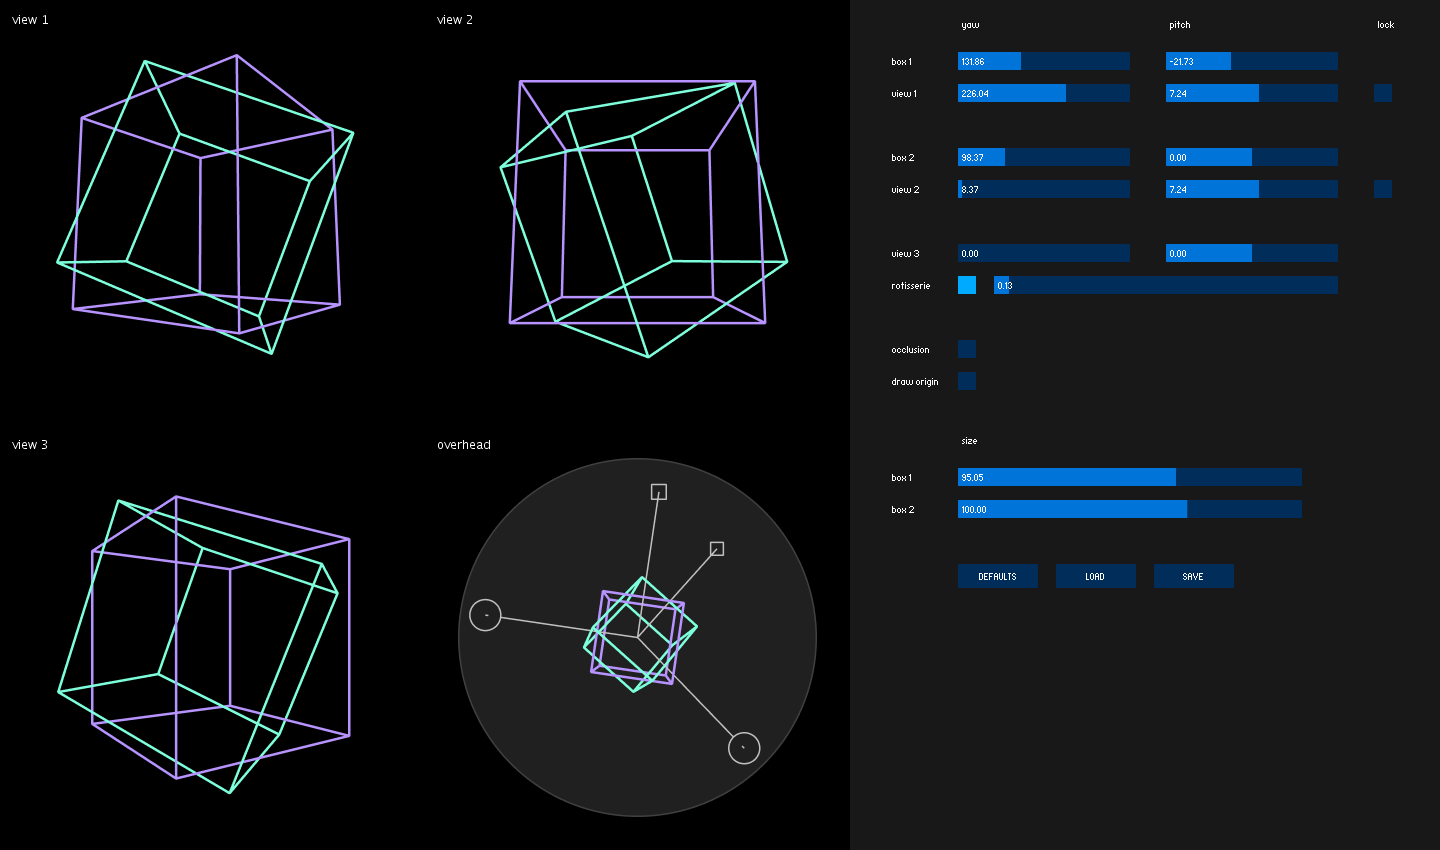 view 1
view 2
yaw
pitch
lock
box 1
131.86
-21.73
view 1
226.04
7.24
box 2
98.37
0.00
view 2
8.37
7.24
view 3
0.00
0.00
rotisserie
0.13
occlusion
draw origin
view 3
overhead
size
box 1
95.05
box 2
100.00
DEFAULTS
LOAD
SAVE